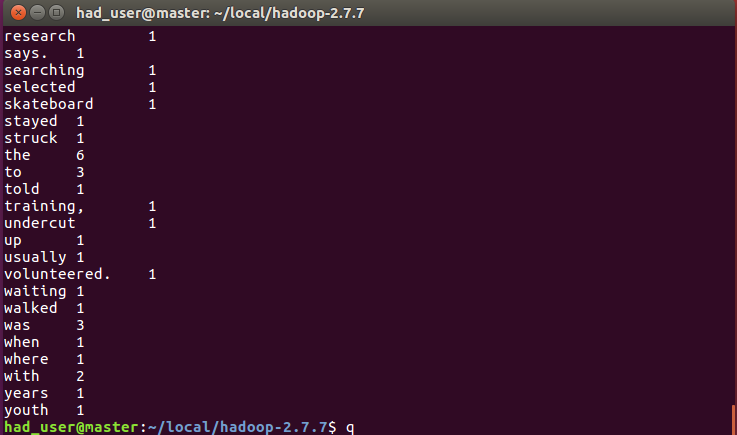 had_user@master: ~/local/hadoop-2.7.7
research 1
says. 1
searching 1
selected 1
skateboard 1
stayed 1
struck 1
the 6
to 3
told 1
training, 1
undercut 1
up 1
usually 1
volunteered. 1
waiting 1
walked 1
was 3
when 1
where 1
with 2
years 1
youth 1
had_user@master:~/local/hadoop-2.7.7$ q